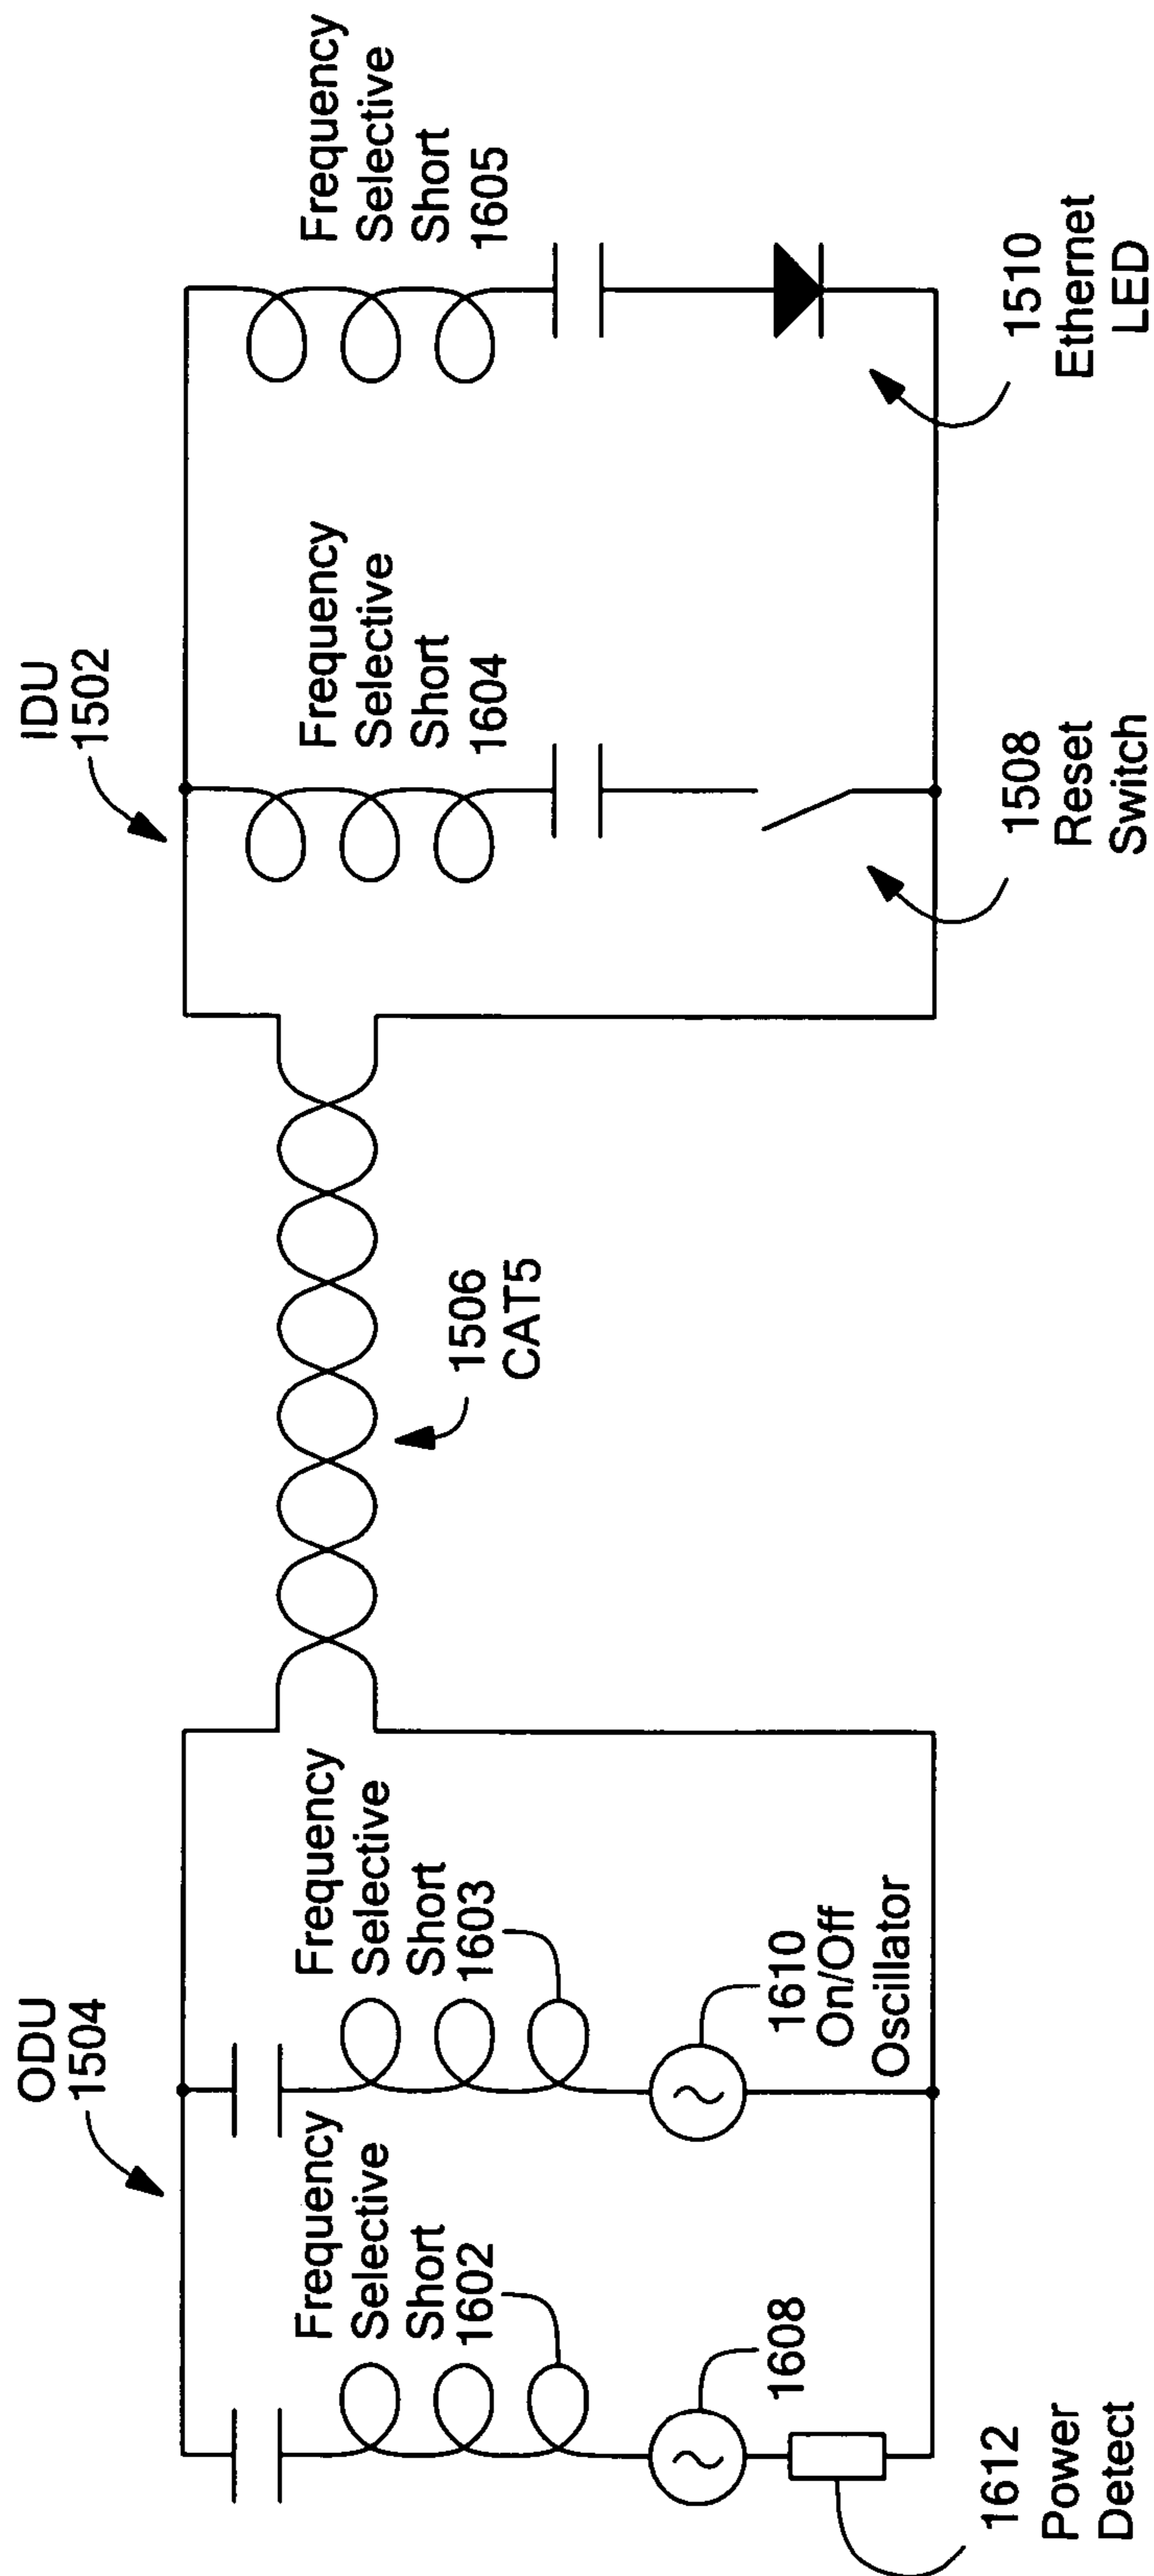 ODU
1504
IDU
1502
Frequency
Selective
Short
1602
Frequency
Selective
Short
1603
Frequency
Selective
Short
1604
Frequency
Selective
Short
1605
1506
CAT5
1608
1610
On/Off
Oscillator
1612
Power
Detect
1508
Reset
Switch
1510
Ethernet
LED